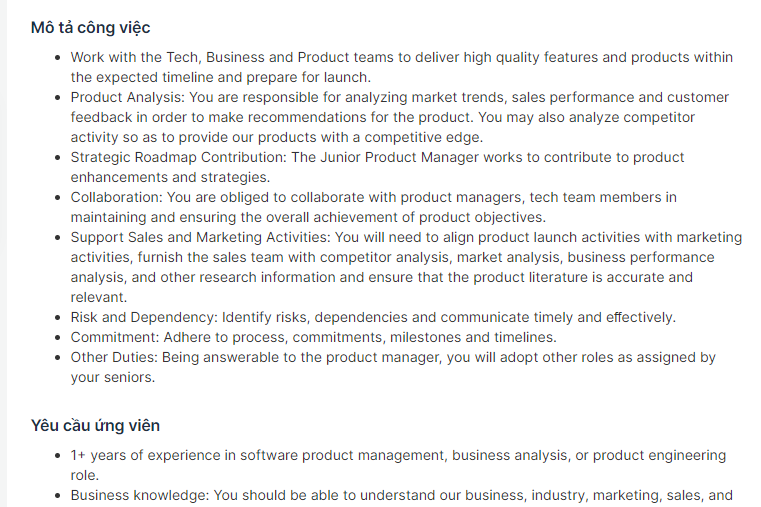 Mô tả công việc
Work with the Tech, Business and Product teams to deliver high quality features and products within
the expected timeline and prepare for launch.
Product Analysis: You are responsible for analyzing market trends, sales performance and customer
feedback in order to make recommendations for the product. You may also analyze competitor
activity so as to provide our products with a competitive edge.
Strategic Roadmap Contribution: The Junior Product Manager works to contribute to product
enhancements and strategies.
Collaboration: You are obliged to collaborate with product managers, tech team members in
maintaining and ensuring the overall achievement of product objectives.
Support Sales and Marketing Activities: You will need to align product launch activities with marketing
activities, furnish the sales team with competitor analysis, market analysis, business performance
analysis, and other research information and ensure that the product literature is accurate and
relevant.
Risk and Dependency: Identify risks, dependencies and communicate timely and effectively.
Commitment: Adhere to process, commitments, milestones and timelines.
Other Duties: Being answerable to the product manager, you will adopt other roles as assigned by
your seniors.
Yêu cầu ứng viên
1+ years of experience in software product management, business analysis, or product engineering
role.
Business knowledge: You should be able to understand our business, industry, marketing, sales, and